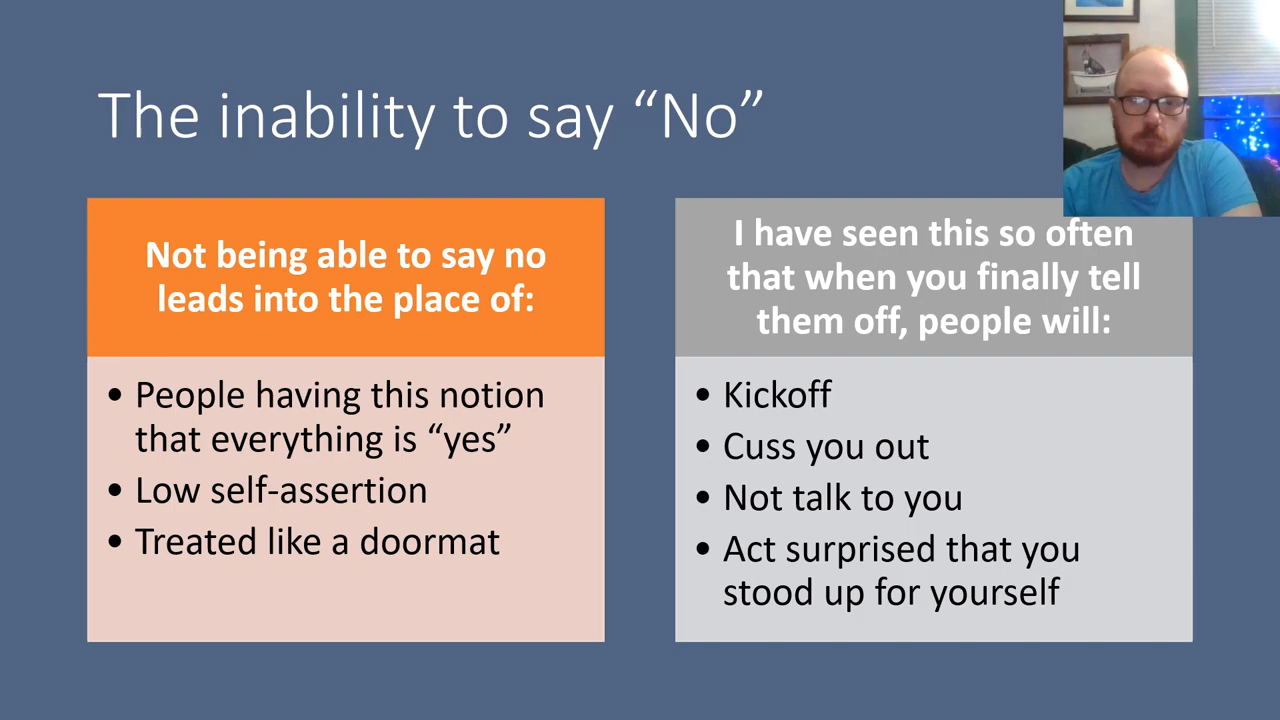 The inability to say “No”
Not being able to say no
leads into the place of:
• People having this notion
that everything is “yes”
• Low self-assertion
• Treated like a doormat
I have seen this so often
that when you finally tell
them off, people will:
• Kickoff
• Cuss you out
• Not talk to you
• Act surprised that you
stood up for yourself